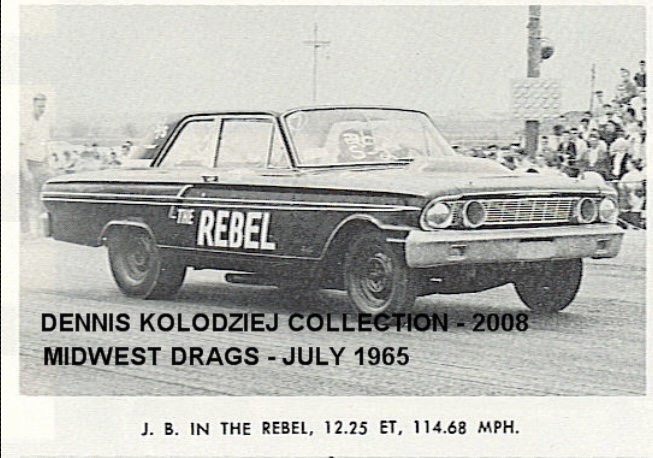 THE
REBEL
DENNIS KOLODZIEJ COLLECTION - 2008
MIDWEST DRAGS - JULY 1965
J. B. IN THE REBEL, 12.25 ET, 114.68 MPH.